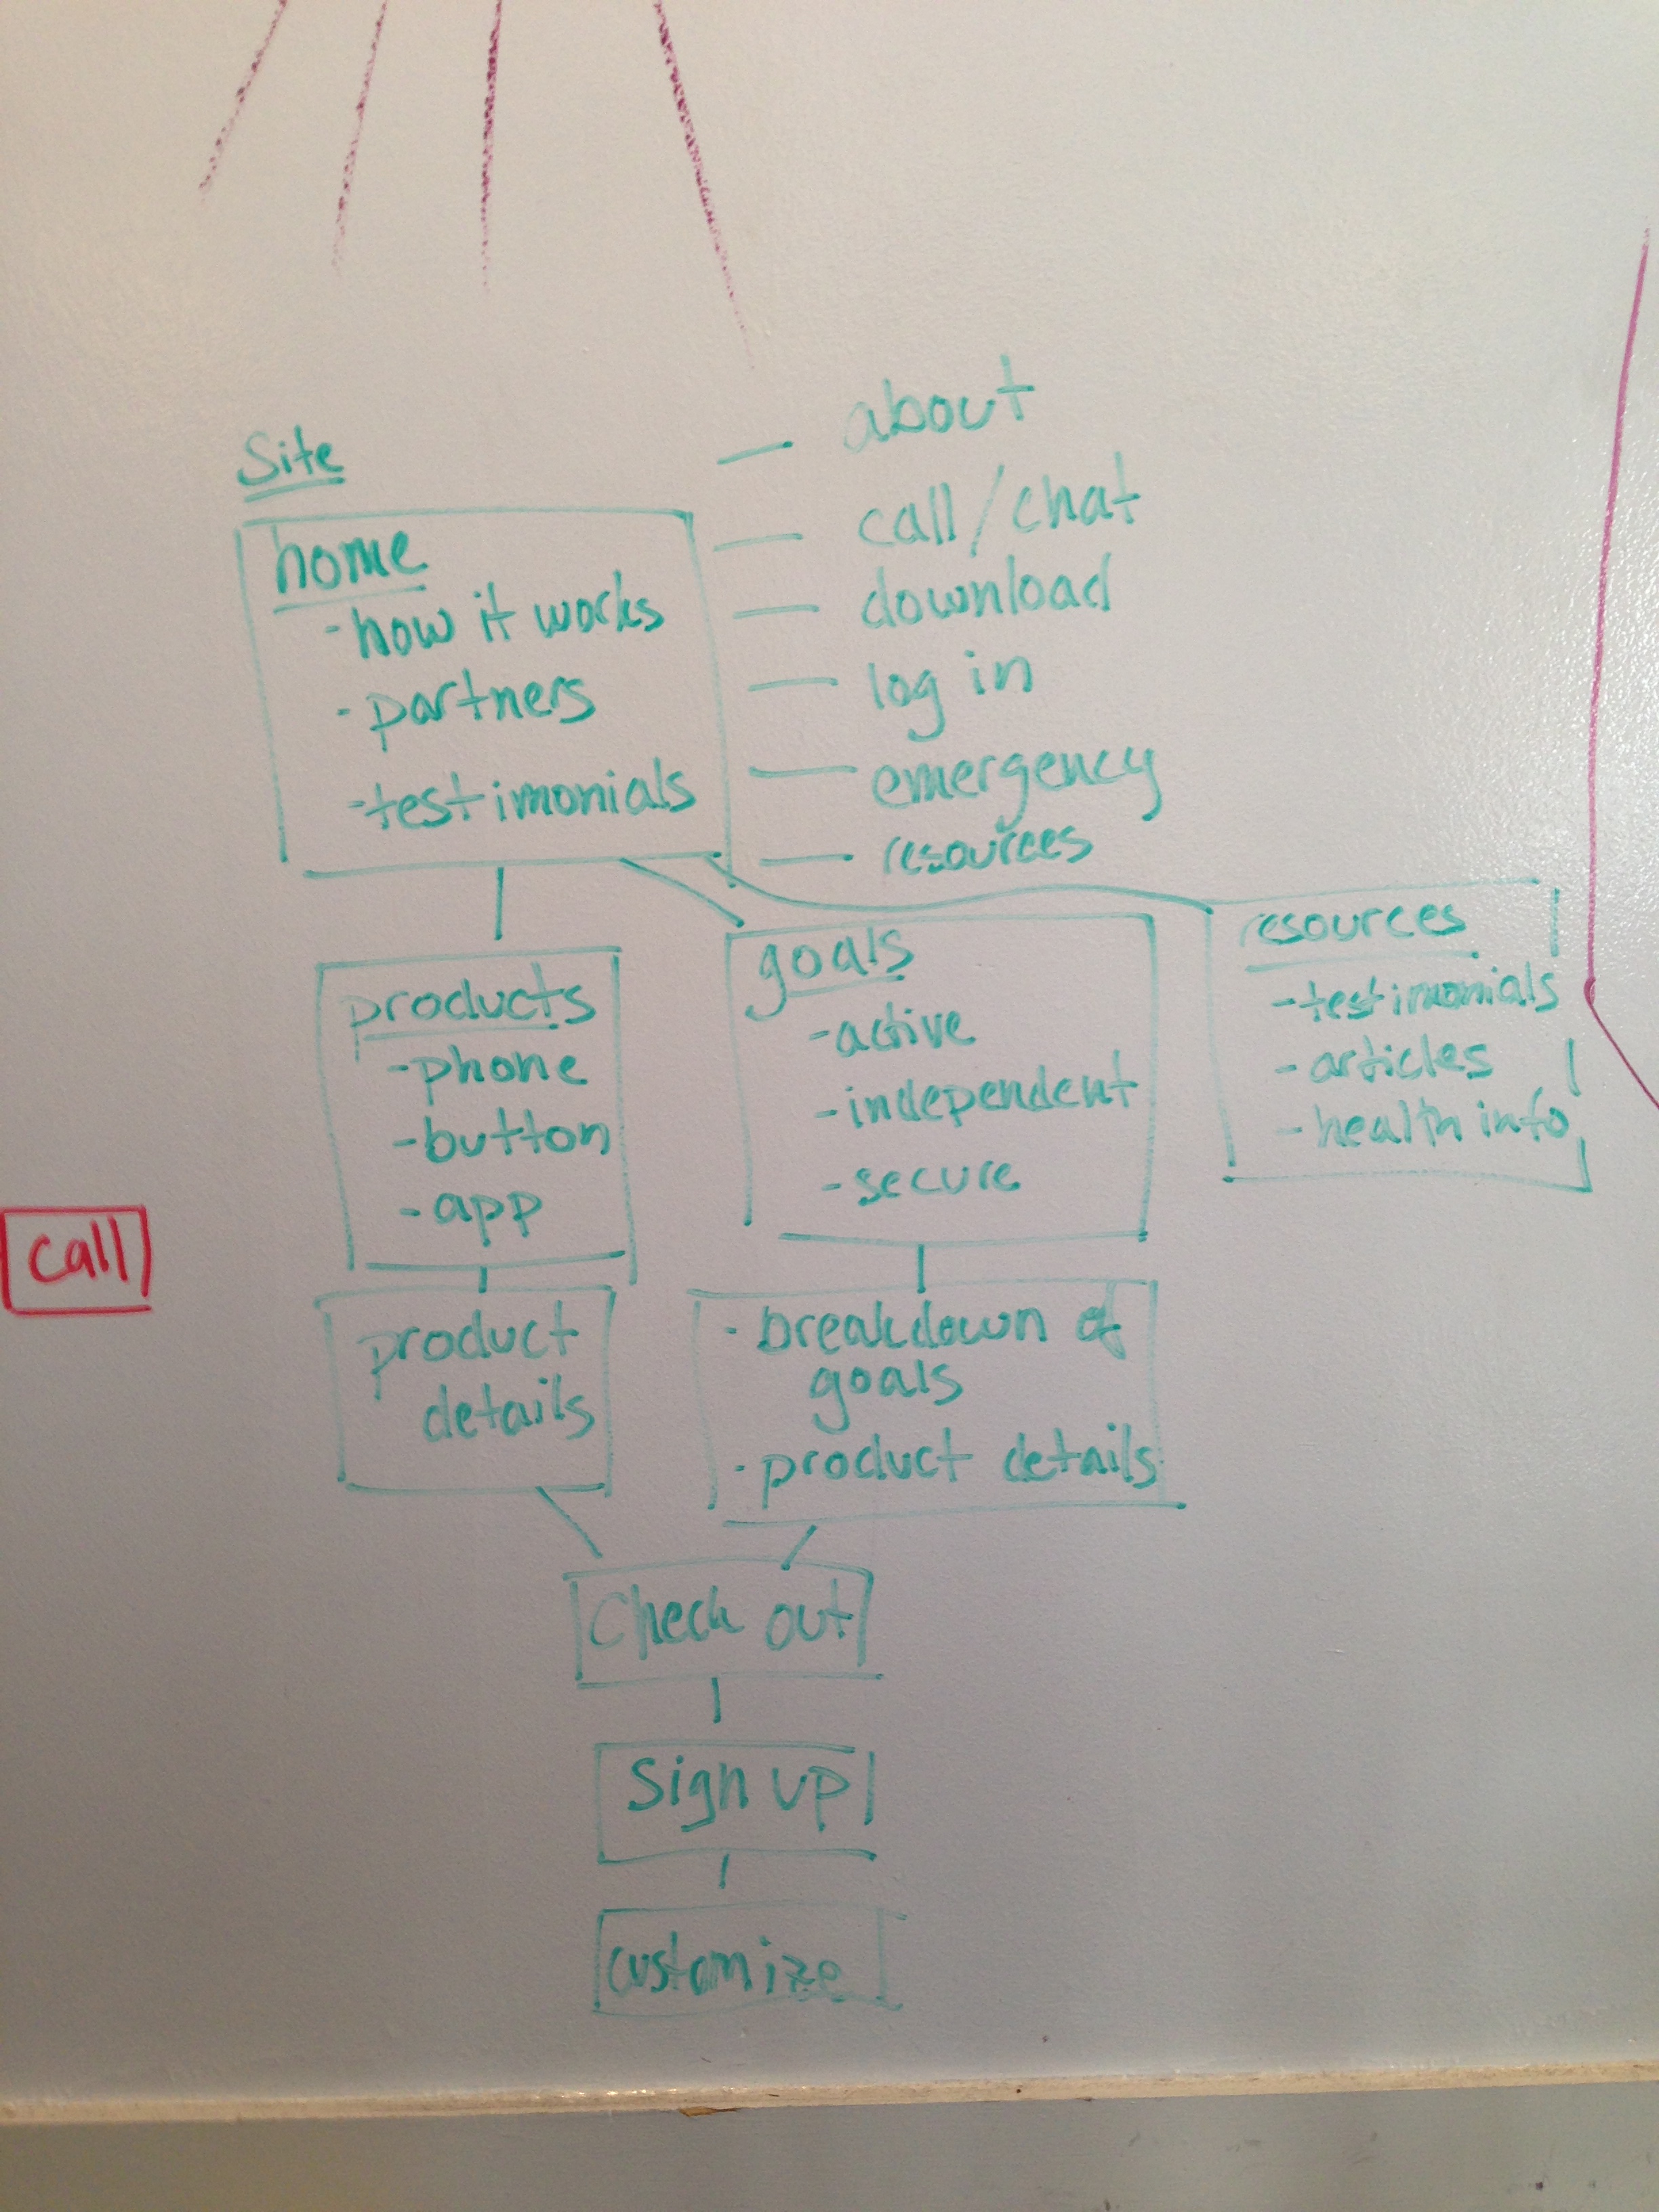 Site
about
call/chat
download
log in
emergency
resources
home
-how it works
-partners
-testimonials
products
-phone
-button
-app
goals
-active
-independent
-secure
resources
-testimonials
-articles
-health info
call
product
details
·breakdown of
goals
·product details
Check out
Sign up
customize